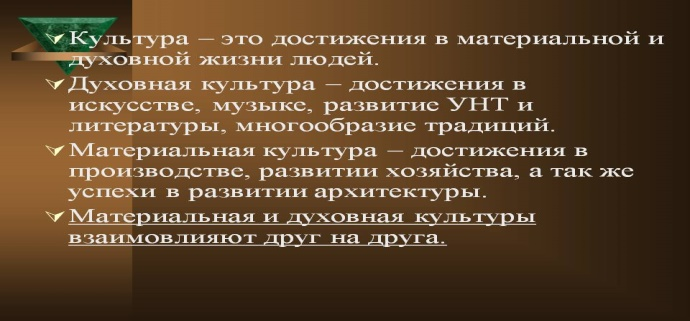 Культура – это достижения в материальной и
духовной жизни людей.
Духовная культура – достижения в
искусстве, музыке, развитие УНТ и
литературы, многообразие традиций.
Материальная культура – достижения в
производстве, развитии хозяйства, а так же
успехи в развитии архитектуры.
Материальная и духовная культуры
взаимовлияют друг на друга.